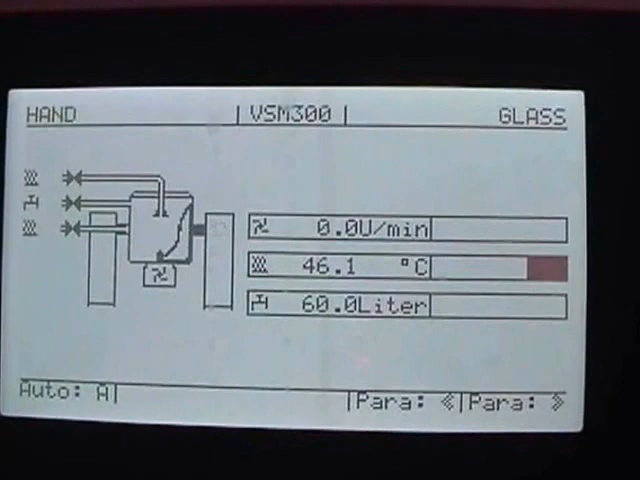 HAND | VSM300 | GLASS
0.0U/min
46.1 °C
60.0Liter
Auto: A| |Para: «|Para: »